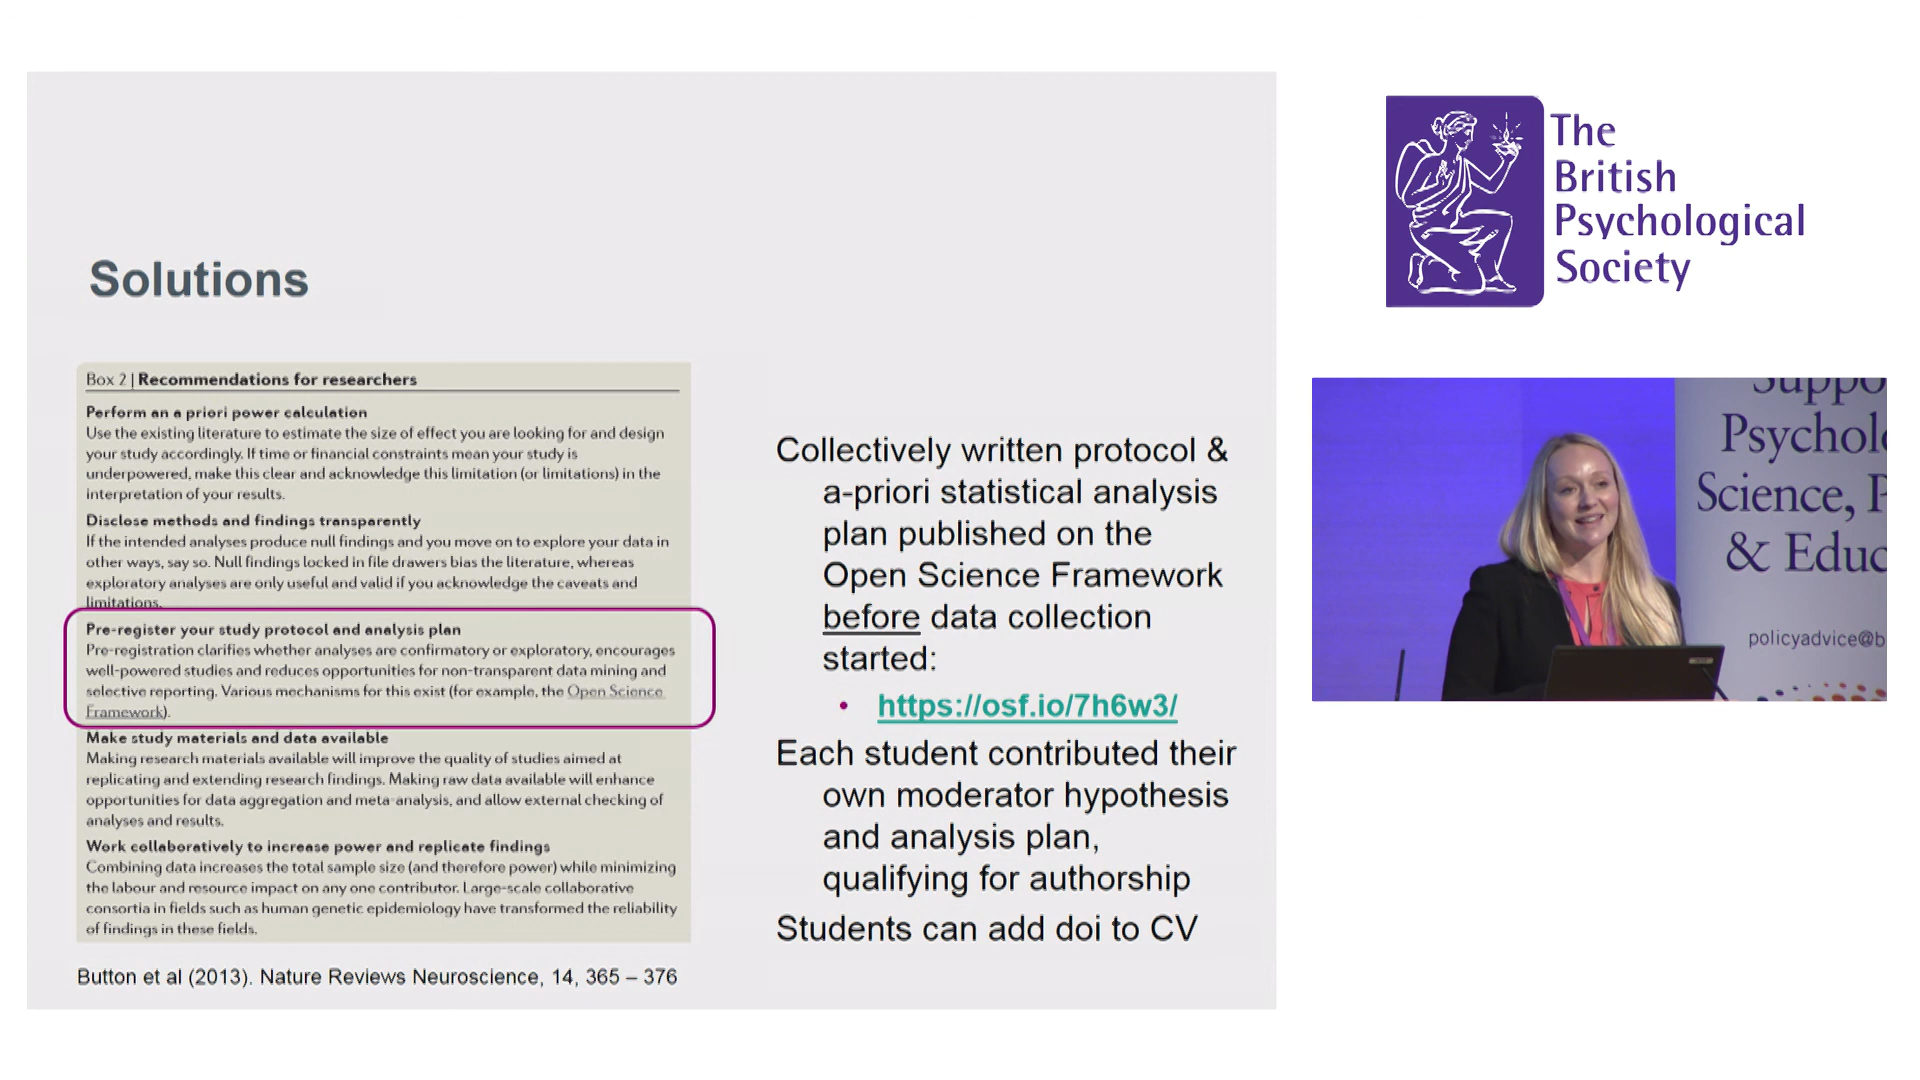 Solutions
Box 2 | Recommendations for researchers
Perform an a priori power calculation
Use the existing literature to estimate the size of effect you are looking for and design
your study accordingly. If time or financial constraints mean your study is
underpowered, make this clear and acknowledge this limitation (or limitations) in the
interpretation of your results.
Disclose methods and findings transparently
If the intended analyses produce null findings and you move on to explore your data in
other ways, say so. Null findings locked in file drawers bias the literature, whereas
exploratory analyses are only useful and valid if you acknowledge the caveats and
limitations.
Pre-register your study protocol and analysis plan
Pre-registration clarifies whether analyses are confirmatory or exploratory, encourages
well-powered studies and reduces opportunities for non-transparent data mining and
selective reporting. Various mechanisms for this exist (for example, the Open Science
Framework).
Make study materials and data available
Making research materials available will improve the quality of studies aimed at
replicating and extending research findings. Making raw data available will enhance
opportunities for data aggregation and meta-analysis, and allow external checking of
analyses and results.
Work collaboratively to increase power and replicate findings
Combining data increases the total sample size (and therefore power) while minimizing
the labour and resource impact on any one contributor. Large-scale collaborative
consortia in fields such as human genetic epidemiology have transformed the reliability
of findings in these fields.
Button et al (2013). Nature Reviews Neuroscience, 14, 365 – 376
Collectively written protocol &
a-priori statistical analysis
plan published on the
Open Science Framework
before data collection
started:
• https://osf.io/7h6w3/
Each student contributed their
own moderator hypothesis
and analysis plan,
qualifying for authorship
Students can add doi to CV
The
British
Psychological
Society
Suppo
Psychol
Science, P
& Educ
policyadvice@b